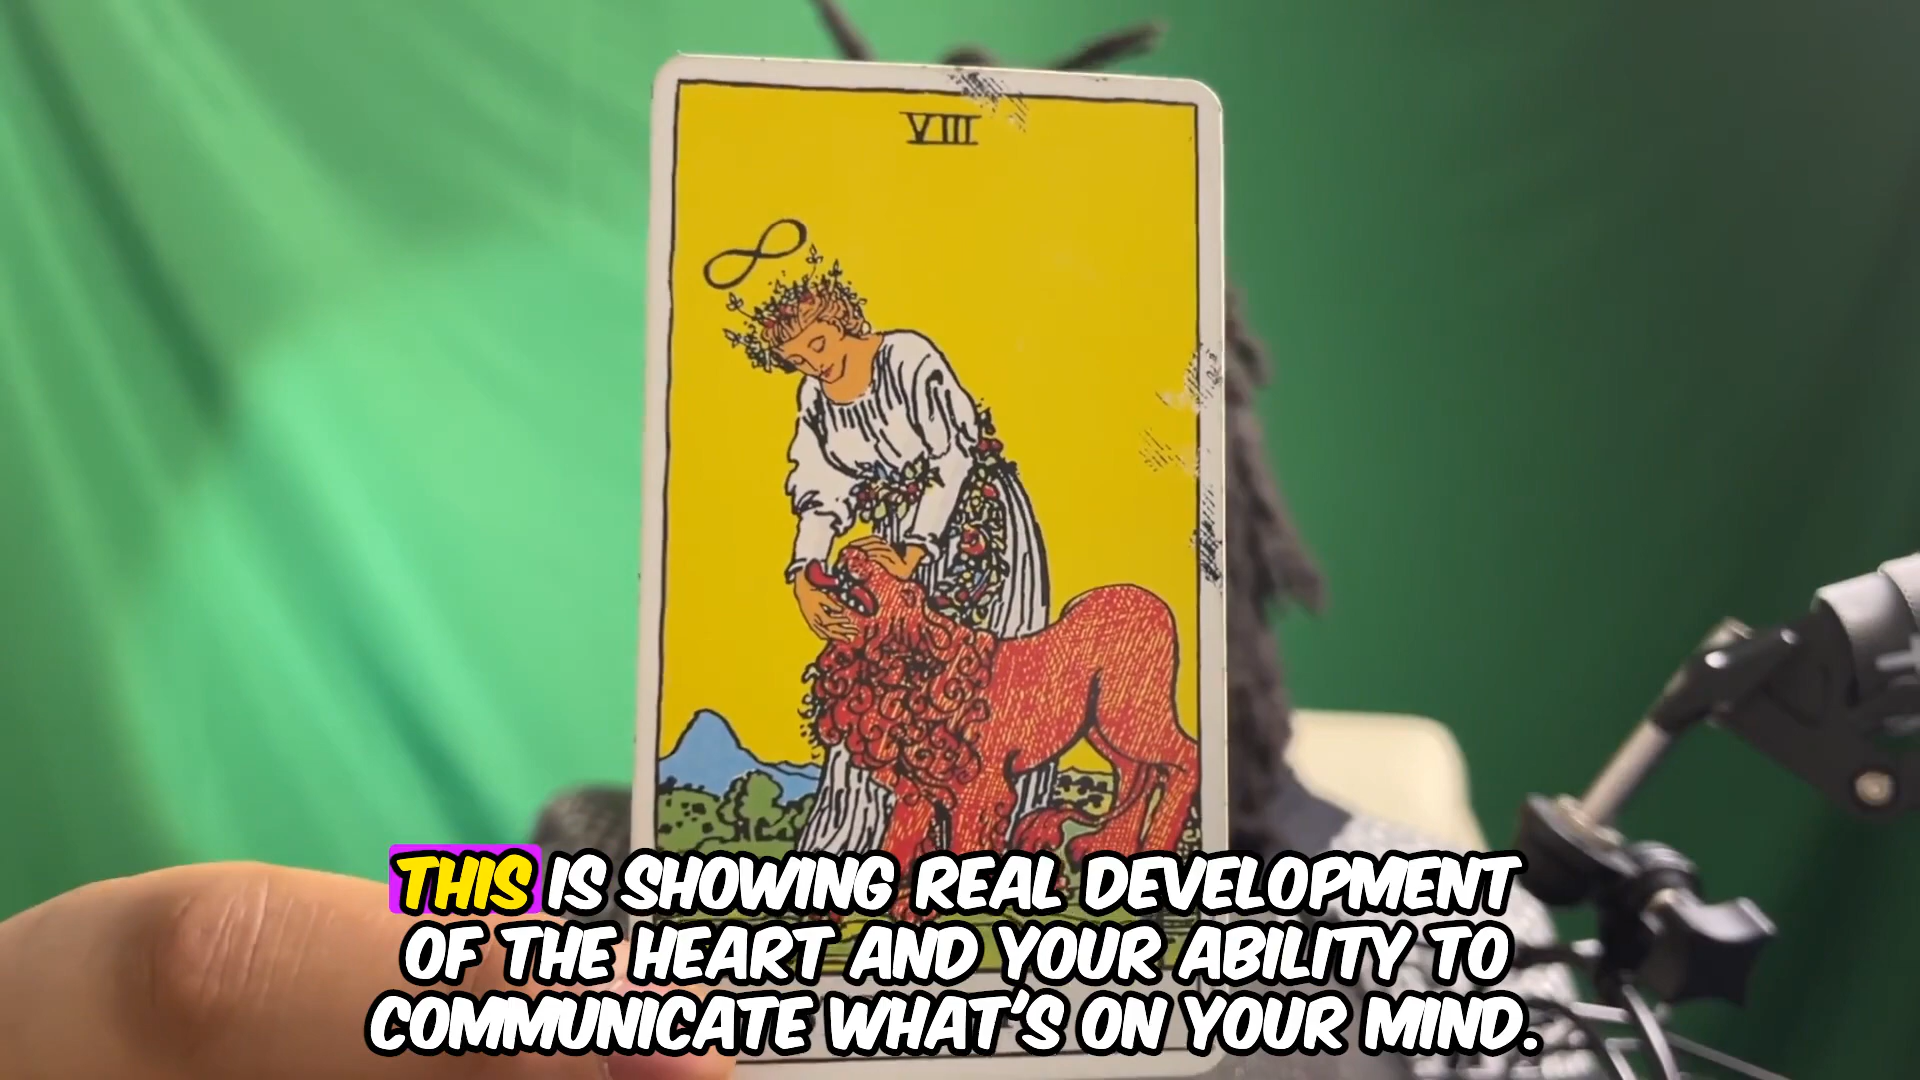 VIII
THIS IS SHOWING REAL DEVELOPMENT
OF THE HEART AND YOUR ABILITY TO
COMMUNICATE WHAT'S ON YOUR MIND.